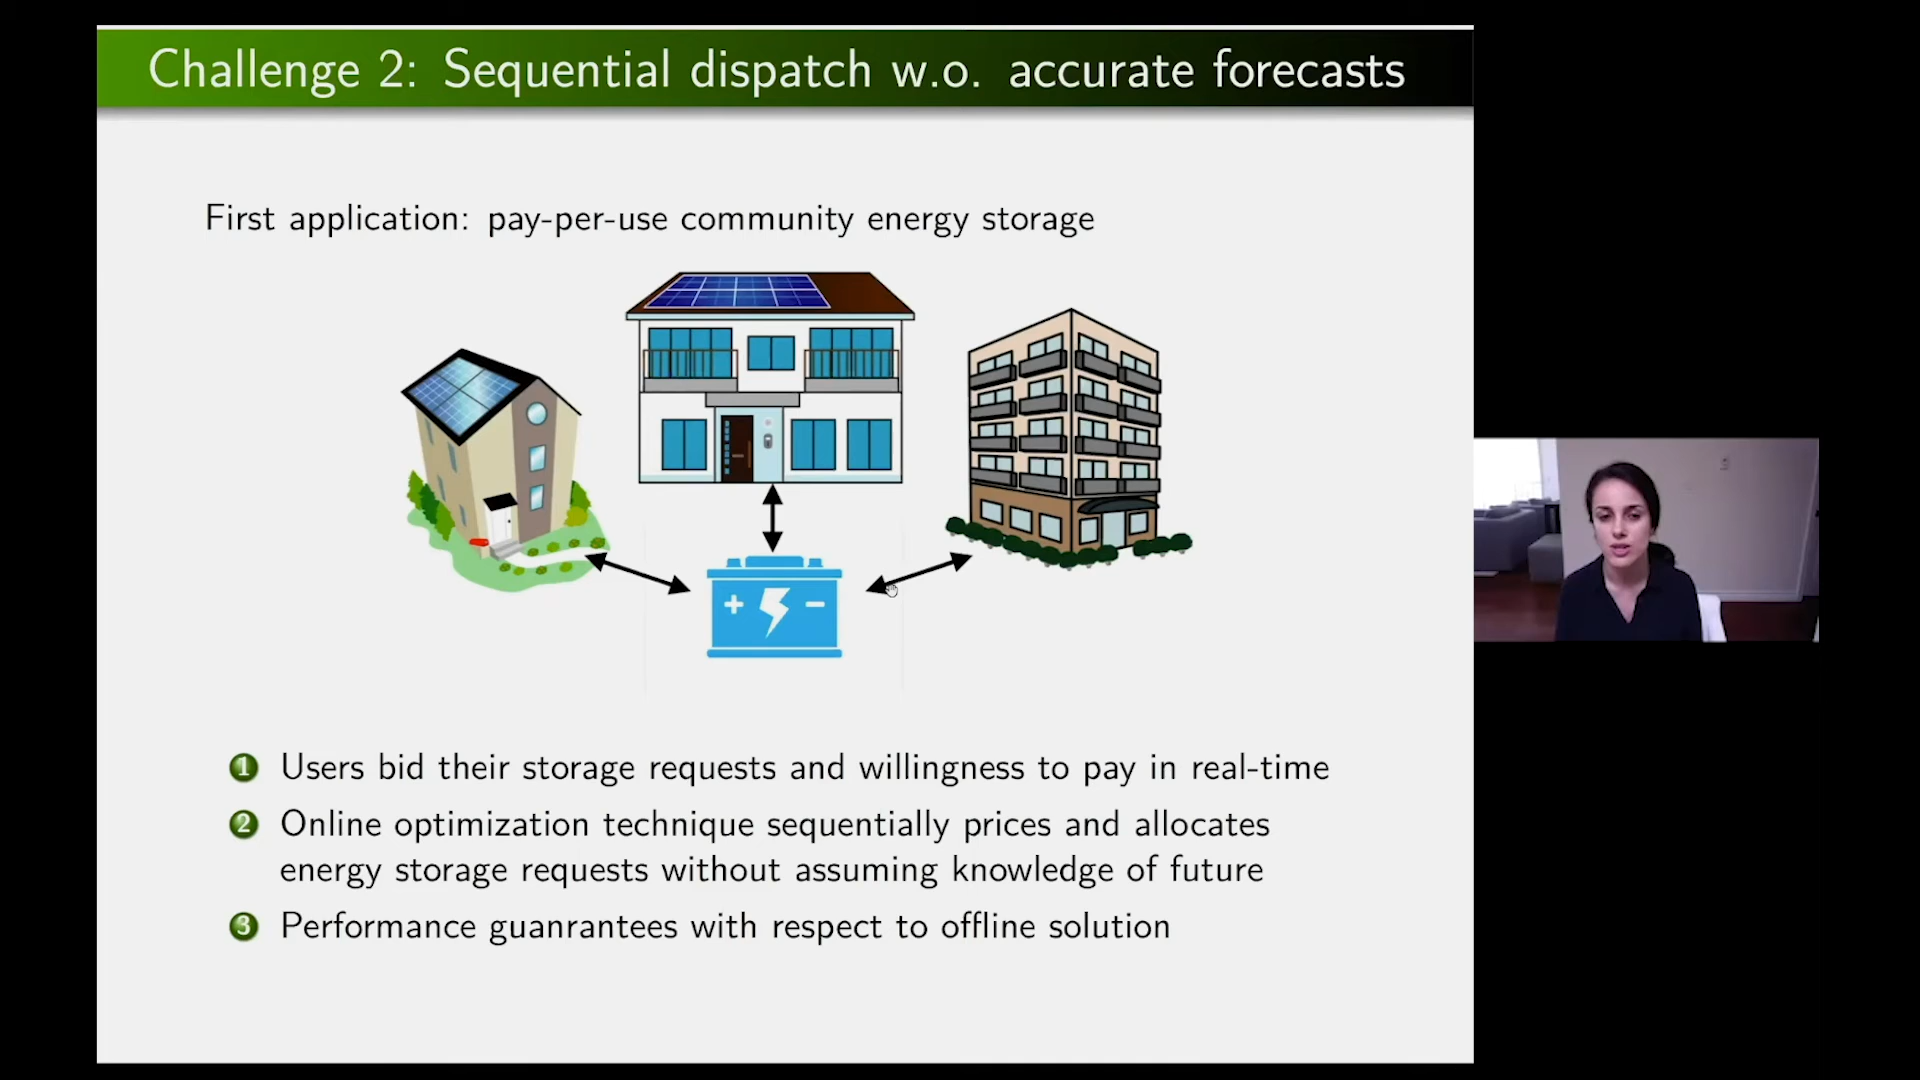 Challenge 2: Sequential dispatch w.o. accurate forecasts
First application: pay-per-use community energy storage
1 Users bid their storage requests and willingness to pay in real-time
2 Online optimization technique sequentially prices and allocates
energy storage requests without assuming knowledge of future
3 Performance guanrantees with respect to offline solution